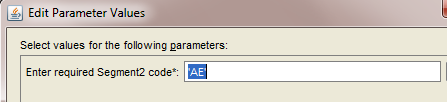 Edit Parameter Values
Select values for the following parameters:
Enter required Segment2 code*: 'AE'